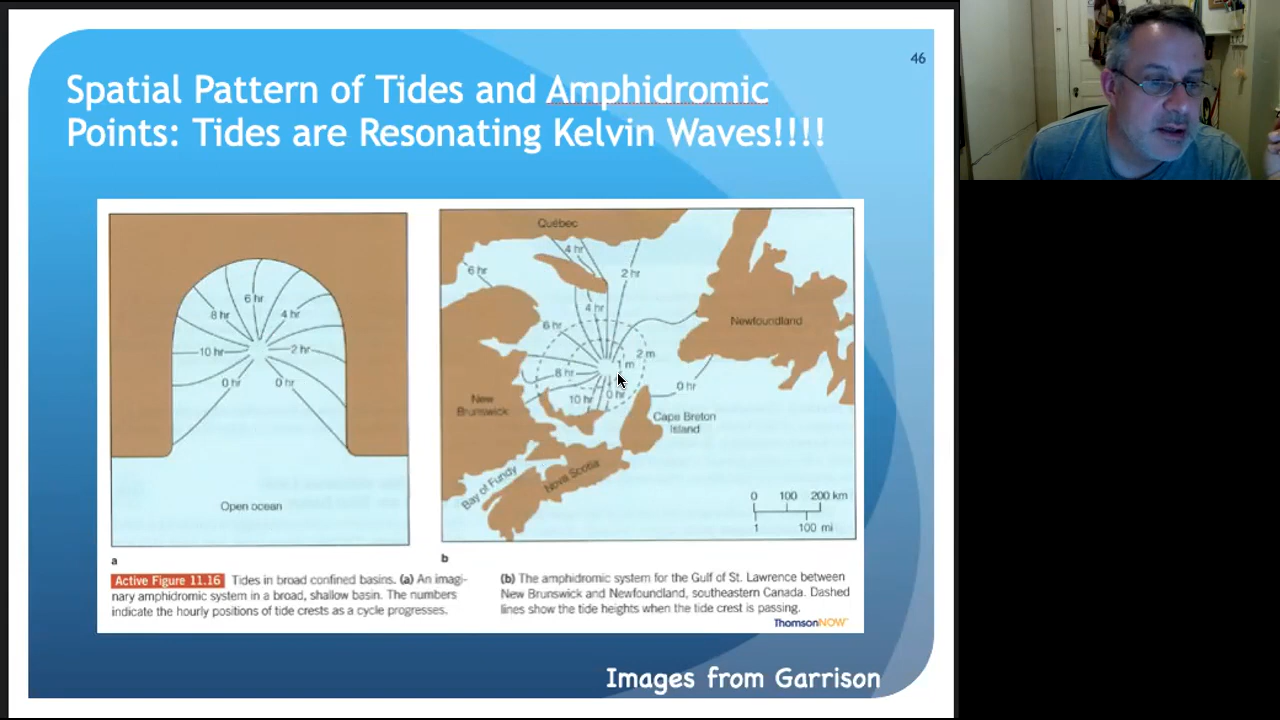 46
Spatial Pattern of Tides and Amphidromic
Points: Tides are Resonating Kelvin Waves!!!!
6 hr
8 hr
4 hr
10 hr
2 hr
0 hr
0 hr
Open ocean
a
Québec
4 hr
6 hr
2 hr
4 hr
6 hr
Newfoundland
2 m
1 m
8 hr
0 hr
10 hr
0 hr
New
Brunswick
Cape Breton
Island
Bay of Fundy
Nova Scotia
0 100 200 km
1 100 mi
b
Active Figure 11.16 Tides in broad confined basins. (a) An imagi-
nary amphidromic system in a broad, shallow basin. The numbers
indicate the hourly positions of tide crests as a cycle progresses.
(b) The amphidromic system for the Gulf of St. Lawrence between
New Brunswick and Newfoundland, southeastern Canada. Dashed
lines show the tide heights when the tide crest is passing.
ThomsonNOW
Images from Garrison